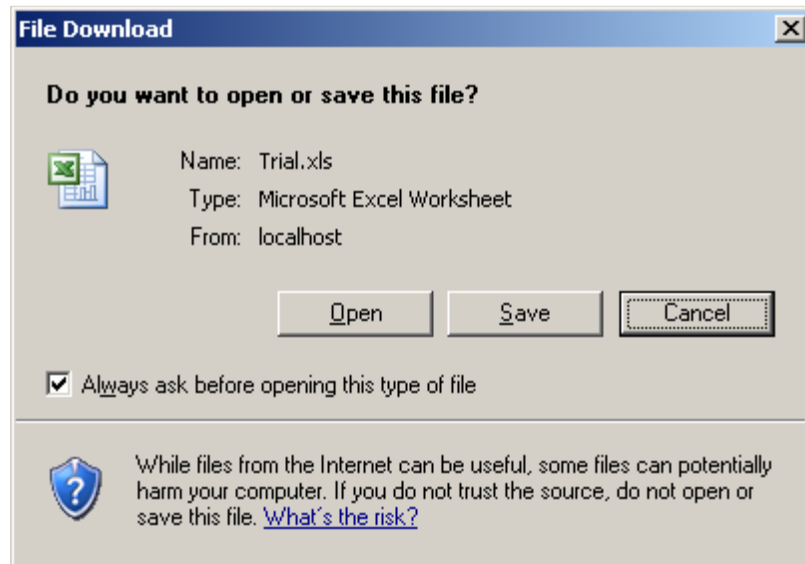 File Download
Do you want to open or save this file?
Name: Trial.xls
Type: Microsoft Excel Worksheet
From: localhost
Open Save Cancel
Always ask before opening this type of file
While files from the Internet can be useful, some files can potentially
harm your computer. If you do not trust the source, do not open or
save this file. What's the risk?